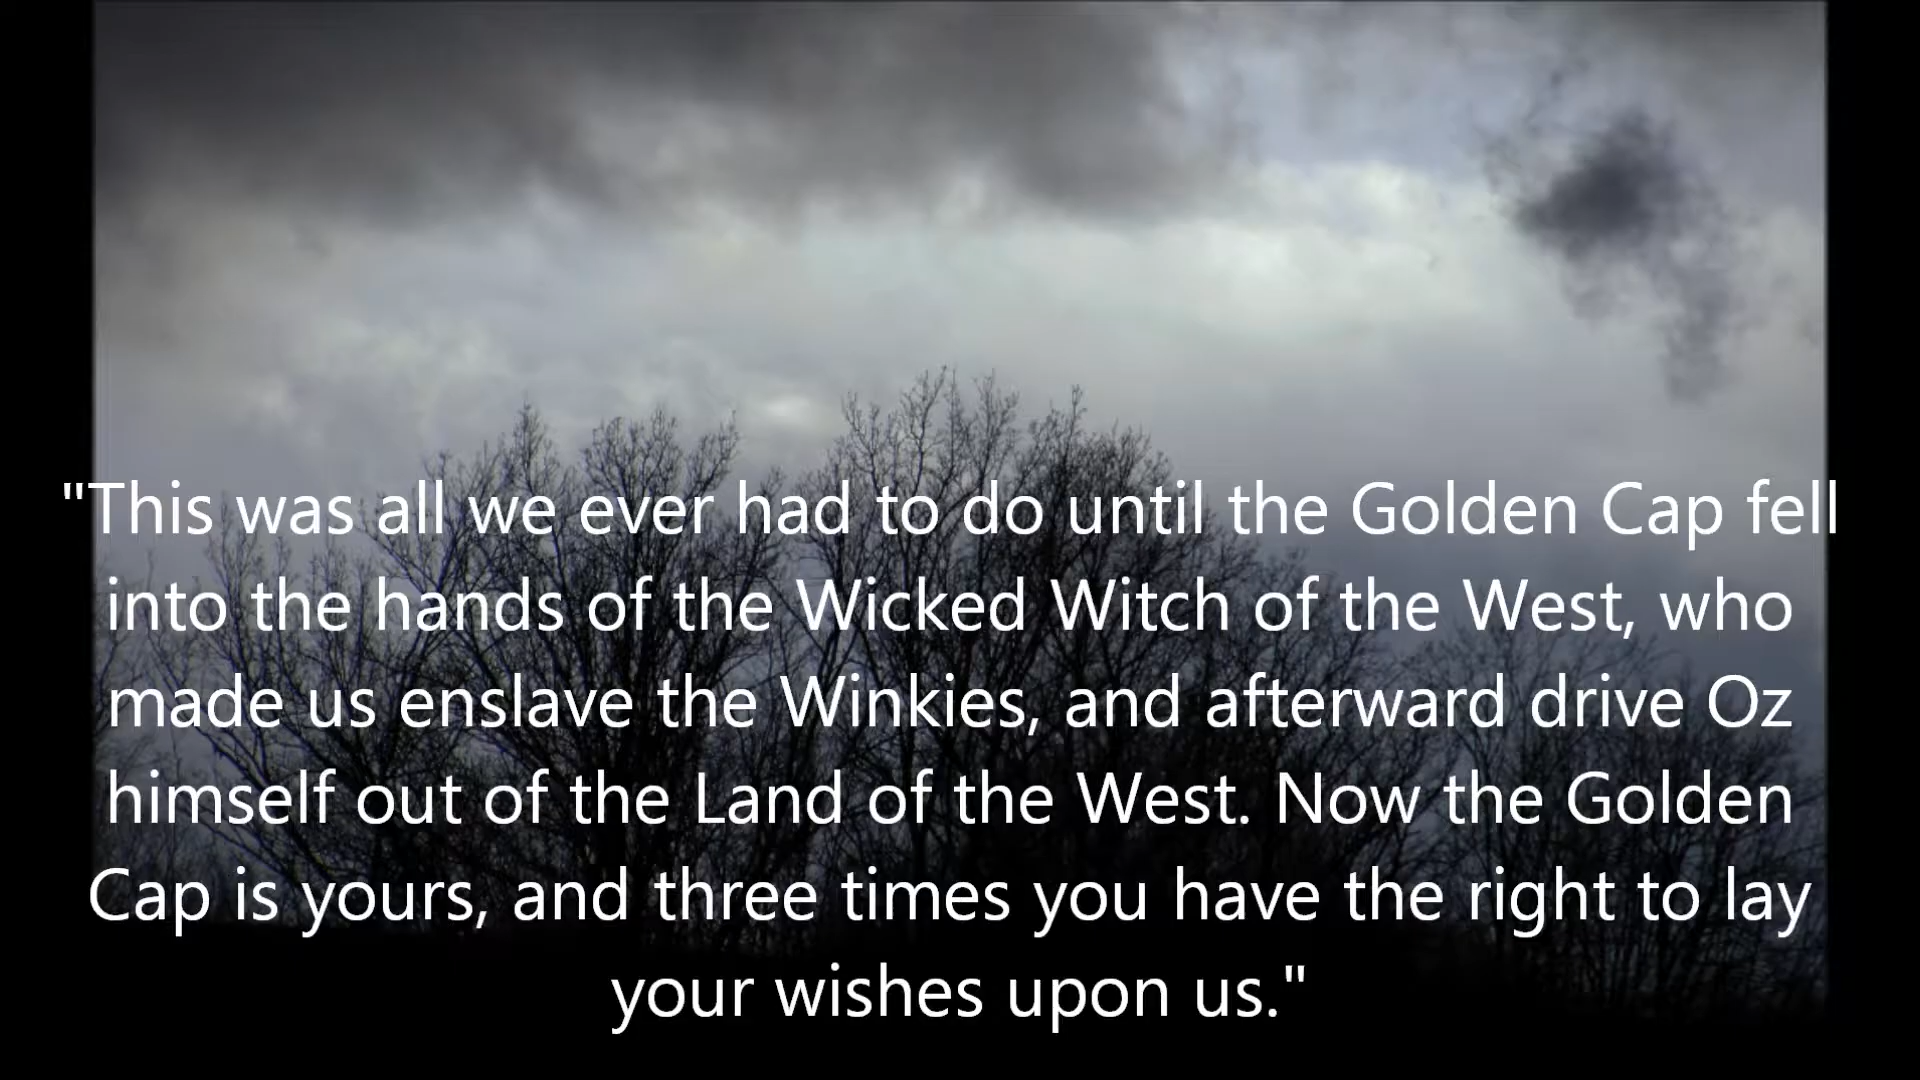 "This was all we ever had to do until the Golden Cap fell
into the hands of the Wicked Witch of the West, who
made us enslave the Winkies, and afterward drive Oz
himself out of the Land of the West. Now the Golden
Cap is yours, and three times you have the right to lay
your wishes upon us."